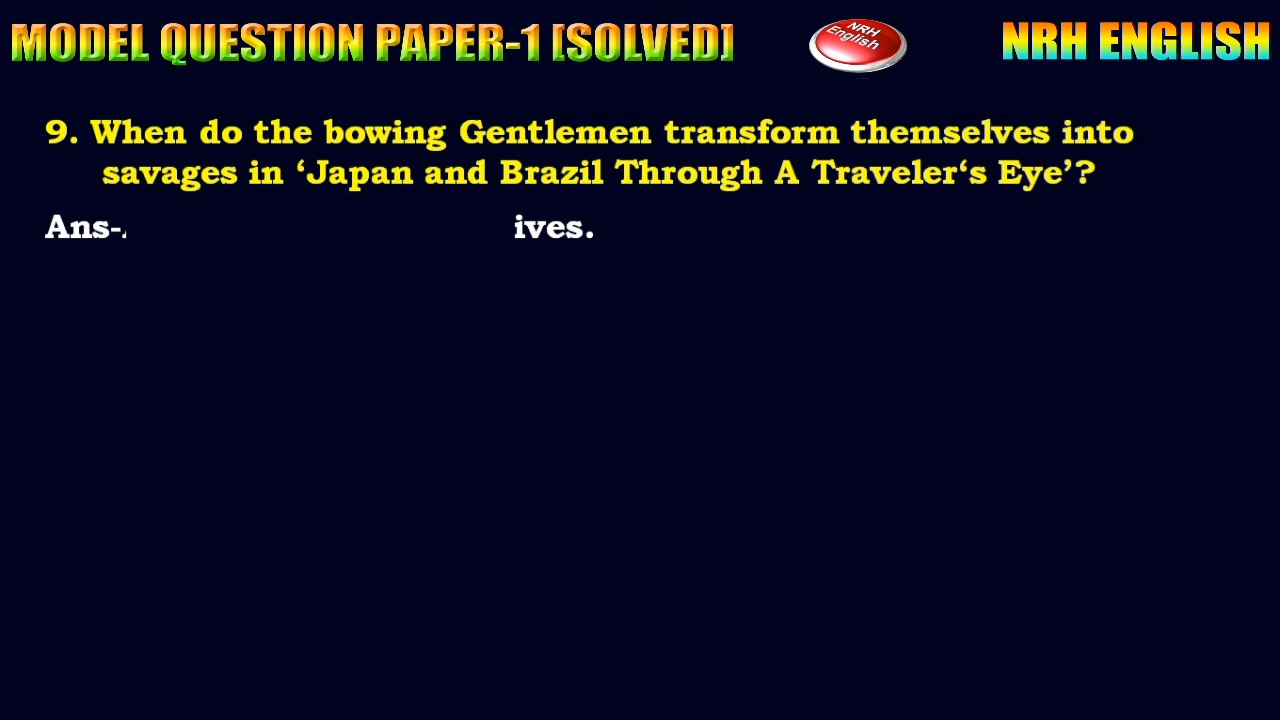 MODEL QUESTION PAPER-1 [SOLVED]
NRH English
NRH ENGLISH
9. When do the bowing Gentlemen transform themselves into
savages in ‘Japan and Brazil Through A Traveler‘s Eye’?
Ans- ives.